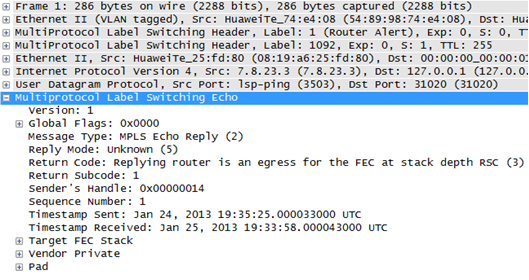 Frame 1: 286 bytes on wire (2288 bits), 286 bytes captured (2288 bits)
Ethernet II (VLAN tagged), Src: HuaweiTe_74:e4:08 (54:89:98:74:e4:08), Dst: Hua
MultiProtocol Label Switching Header, Label: 1 (Router Alert), Exp: 0, S: 0, T
MultiProtocol Label Switching Header, Label: 1092, Exp: 0, S: 1, TTL: 255
Ethernet II, Src: HuaweiTe_25:fd:80 (08:19:a6:25:fd:80), Dst: 00:00:00_00:00:01
Internet Protocol Version 4, Src: 7.8.23.3 (7.8.23.3), Dst: 127.0.0.1 (127.0.0.
User Datagram Protocol, Src Port: lsp-ping (3503), Dst Port: 31020 (31020)
Multiprotocol Label Switching Echo
Version: 1
Global Flags: 0x0000
Message Type: MPLS Echo Reply (2)
Reply Mode: Unknown (5)
Return Code: Replying router is an egress for the FEC at stack depth RSC (3)
Return Subcode: 1
Sender's Handle: 0x00000014
Sequence Number: 1
Timestamp Sent: Jan 24, 2013 19:35:25.000033000 UTC
Timestamp Received: Jan 25, 2013 19:33:58.000043000 UTC
Target FEC Stack
Vendor Private
Pad